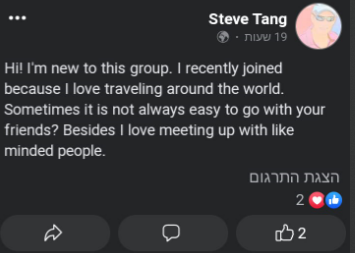 Steve Tang
19 שעות ·
Hi! I'm new to this group. I recently joined
because I love traveling around the world.
Sometimes it is not always easy to go with your
friends? Besides I love meeting up with like
minded people.
הצגת התרגום
2
2